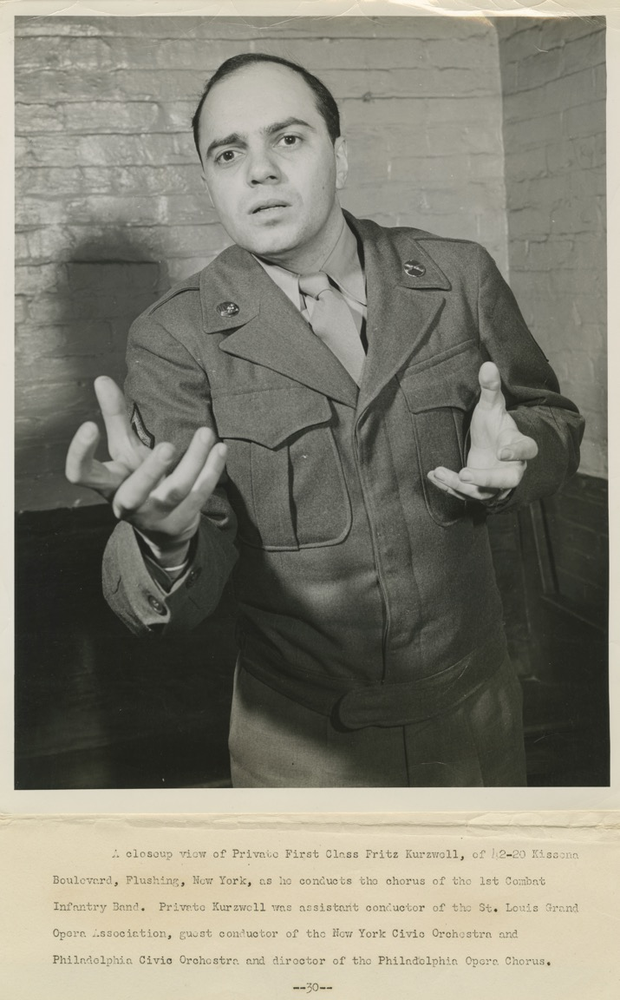 A closeup view of Private First Class Fritz Kurzwell, of 42-20 Kissena
Boulevard, Flushing, New York, as he conducts the chorus of the 1st Combat
Infantry Band. Private Kurzwell was assistant conductor of the St. Louis Grand
Opera Association, guest conductor of the New York Civic Orchestra and
Philadelphia Civic Orchestra and director of the Philadelphia Opera Chorus.
--30--